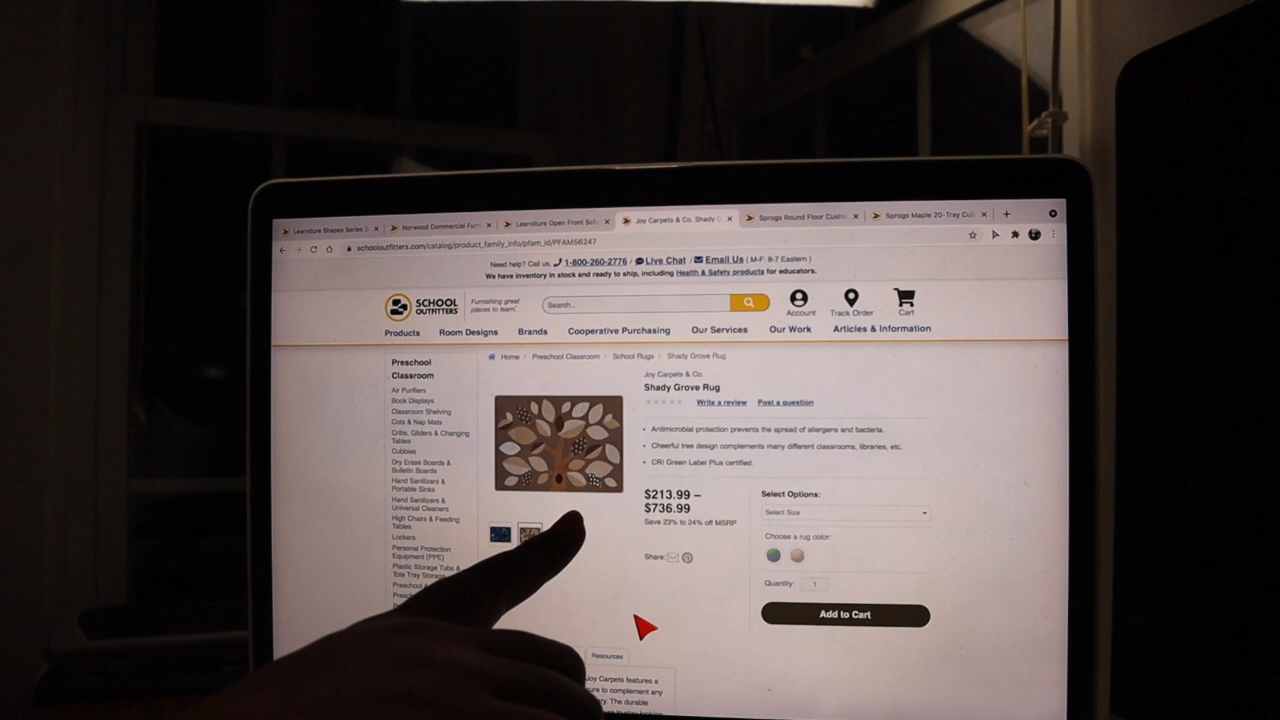 Learniture Shapes Series S
Norwood Commercial Furn
Learniture Open Front Sch
Joy Carpets & Co. Shady G
Sprogs Round Floor Cushi
Sprogs Maple 20-Tray Cub
schooloutfitters.com/catalog/product_family_info/pfam_id/PFAM56247
Need help? Call us. 1-800-260-2776 / Live Chat / Email Us ( M-F: 8-7 Eastern )
We have inventory in stock and ready to ship, including Health & Safety products for educators.
SCHOOL
OUTFITTERS
Furnishing great
places to learn.
Search...
Account
Track Order
Cart
Products
Room Designs
Brands
Cooperative Purchasing
Our Services
Our Work
Articles & Information
Preschool
Classroom
Air Purifiers
Book Displays
Classroom Shelving
Cots & Nap Mats
Cribs, Gliders & Changing
Tables
Cubbies
Dry Erase Boards &
Bulletin Boards
Hand Sanitizers &
Portable Sinks
Hand Sanitizers &
Universal Cleaners
High Chairs & Feeding
Tables
Lockers
Personal Protection
Equipment (PPE)
Plastic Storage Tubs &
Tote Tray Storage
Home
Preschool Classroom
School Rugs
Shady Grove Rug
Joy Carpets & Co.
Shady Grove Rug
Write a review
Post a question
Antimicrobial protection prevents the spread of allergens and bacteria.
Cheerful tree design complements many different classrooms, libraries, etc.
CRI Green Label Plus certified.
$213.99 –
$736.99
Save 23% to 24% off MSRP
Share:
Select Options:
Select Size
Choose a rug color:
Quantity: 1
Add to Cart
Resources
Joy Carpets features a
sure to complement any
The durable